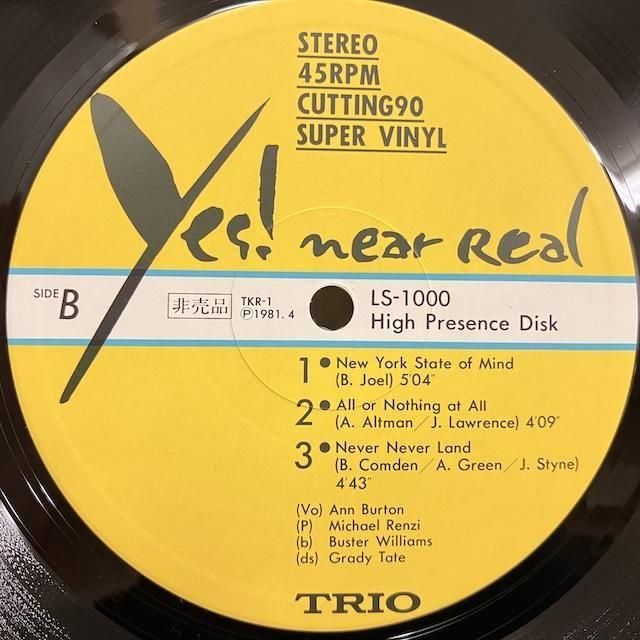 STEREO
45RPM
CUTTING90
SUPER VINYL
Yes! near Real
SIDE B
非売品
TKR-1
Ⓟ1981.4
LS-1000
High Presence Disk
1● New York State of Mind
(B. Joel) 5'04"
2● All or Nothing at All
(A. Altman／J. Lawrence) 4'09"
3● Never Never Land
(B. Comden／A. Green／J. Styne)
4'43"
(Vo) Ann Burton
(P) Michael Renzi
(b) Buster Williams
(ds) Grady Tate
TRIO